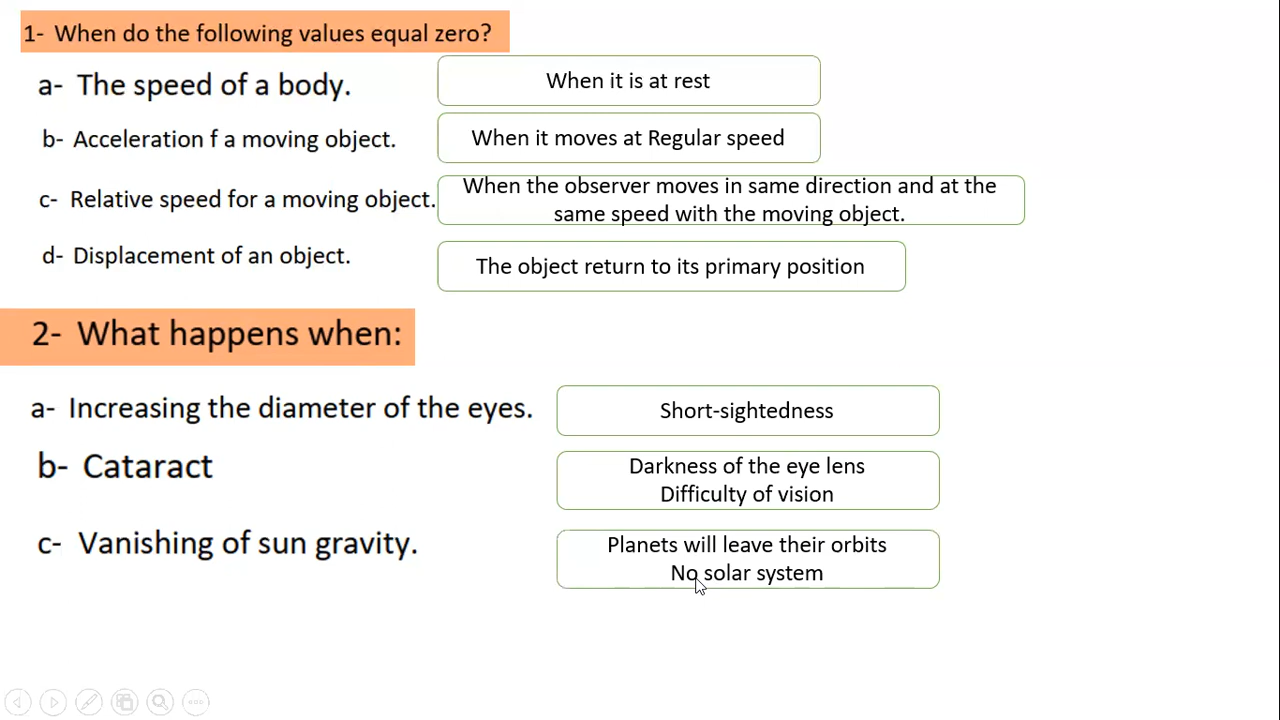 1- When do the following values equal zero?
a- The speed of a body.
When it is at rest
b- Acceleration f a moving object.
When it moves at Regular speed
c- Relative speed for a moving object.
When the observer moves in same direction and at the
same speed with the moving object.
d- Displacement of an object.
The object return to its primary position
2- What happens when:
a- Increasing the diameter of the eyes.
Short-sightedness
b- Cataract
Darkness of the eye lens
Difficulty of vision
c- Vanishing of sun gravity.
Planets will leave their orbits
No solar system